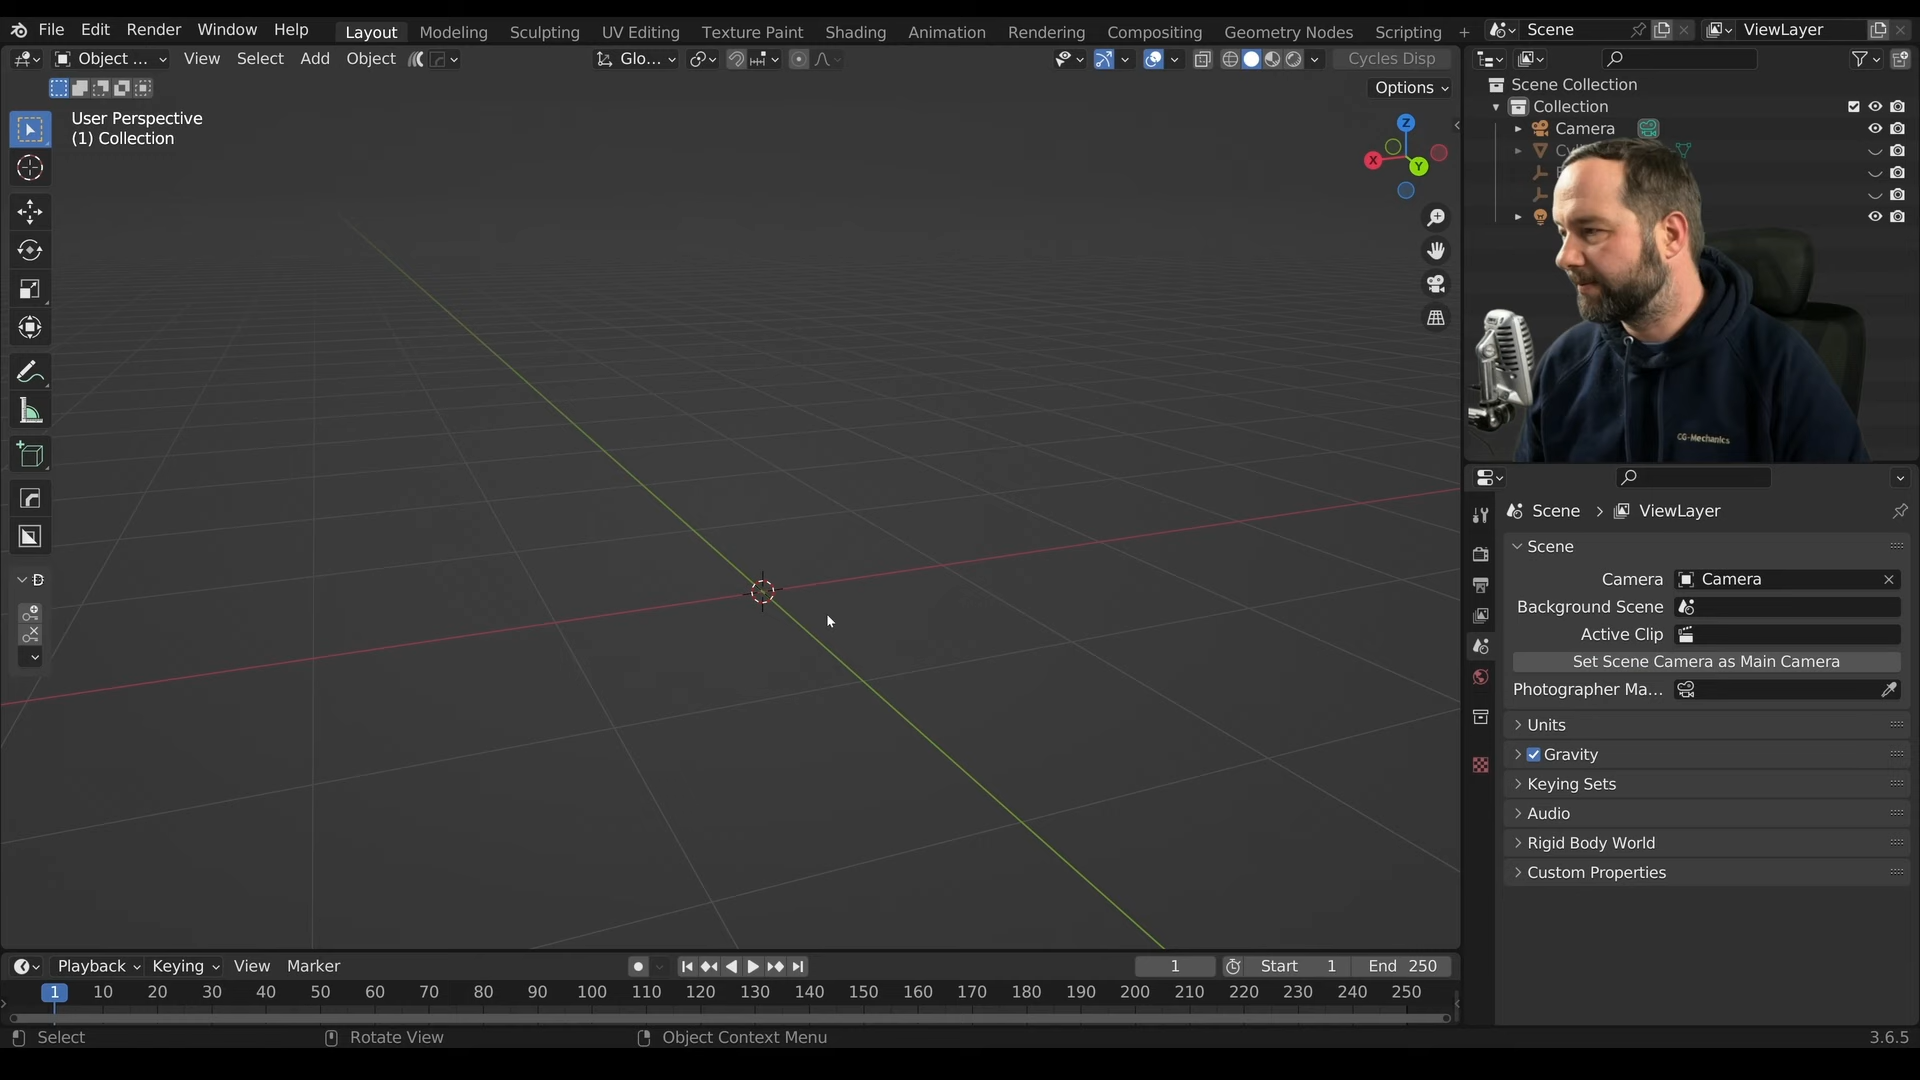 File Edit Render Window Help Layout Modeling Sculpting UV Editing Texture Paint Shading Animation Rendering Compositing Geometry Nodes Scripting + Scene ViewLayer
Object ... View Select Add Object Glo... Cycles Disp
Options
User Perspective
(1) Collection
Z
X
Y
Scene Collection
Collection
Camera
CG-Mechanics
D
Scene > ViewLayer
Scene
Camera Camera
Background Scene
Active Clip
Set Scene Camera as Main Camera
Photographer Ma...
Units
Gravity
Keying Sets
Audio
Rigid Body World
Custom Properties
Playback Keying View Marker 1 Start 1 End 250
1 10 20 30 40 50 60 70 80 90 100 110 120 130 140 150 160 170 180 190 200 210 220 230 240 250
Select Rotate View Object Context Menu 3.6.5